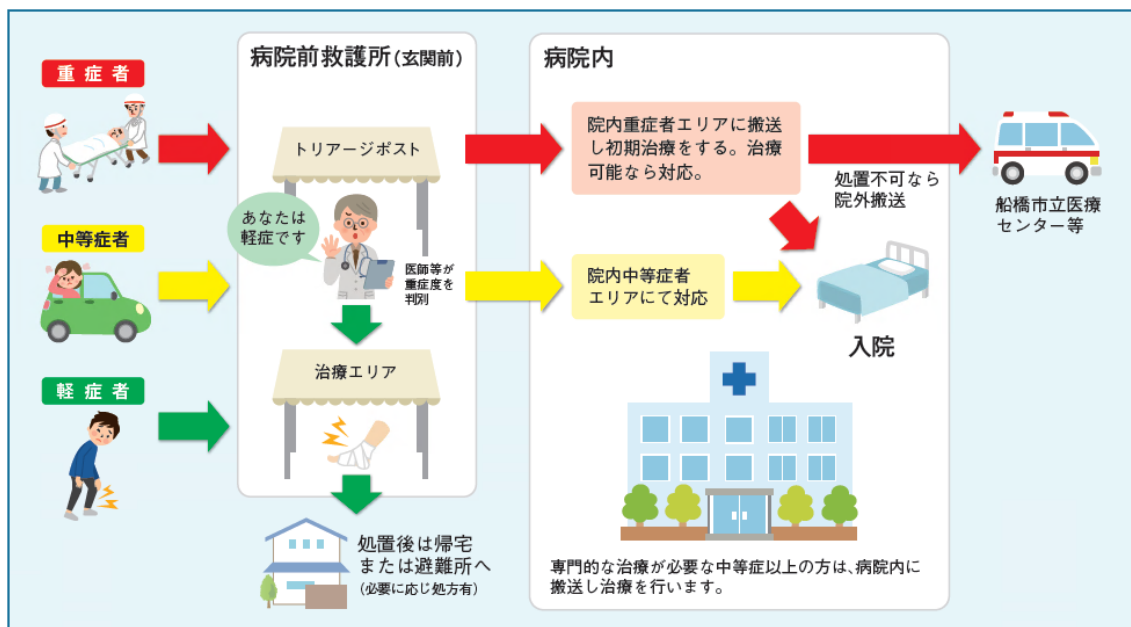 重症者
中等症者
軽症者
病院前救護所(玄関前)
トリアージポスト
あなたは
軽症です
医師等が
重症度を
判別
治療エリア
処置後は帰宅
または避難所へ
(必要に応じ処方有)
病院内
院内重症者エリアに搬送
し初期治療をする。治療
可能なら対応。
処置不可なら
院外搬送
院内中等症者
エリアにて対応
入院
専門的な治療が必要な中等症以上の方は、病院内に
搬送し治療を行います。
船橋市立医療
センター等